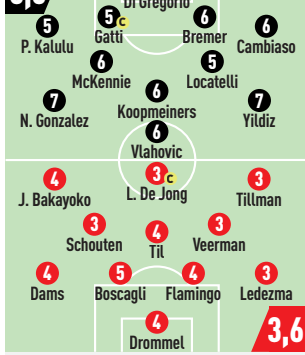 Di Gregorio
5 5 C 6 6
P. Kalulu Gatti Bremer Cambiaso
6 5
McKennie Locatelli
7 6 7
N. Gonzalez Koopmeiners Yildiz
6
Vlahovic
4 3 C 3
J. Bakayoko L. De Jong Tillman
3 4 3
Schouten Til Veerman
4 5 4 3
Dams Boscagli Flamingo Ledezma
4 3,6
Drommel